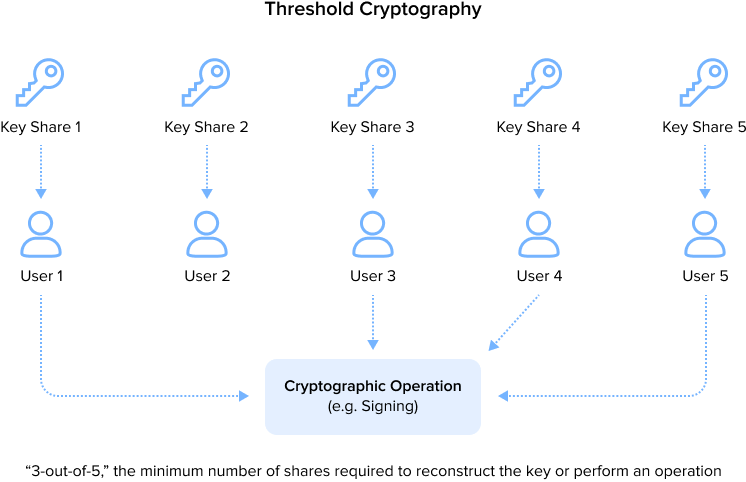 Threshold Cryptography
Key Share 1
Key Share 2
Key Share 3
Key Share 4
Key Share 5
User 1
User 2
User 3
User 4
User 5
Cryptographic Operation
(e.g. Signing)
“3-out-of-5,” the minimum number of shares required to reconstruct the key or perform an operation